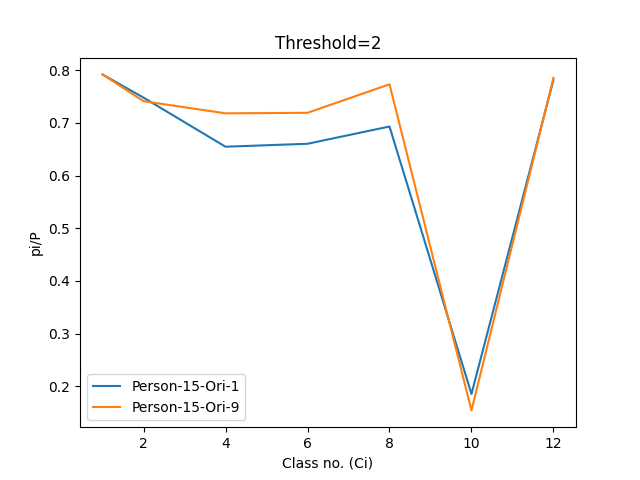 Threshold=2
pi/P
0.8
0.7
0.6
0.5
0.4
0.3
0.2
Person-15-Ori-1
Person-15-Ori-9
2 4 6 8 10 12
Class no. (Ci)